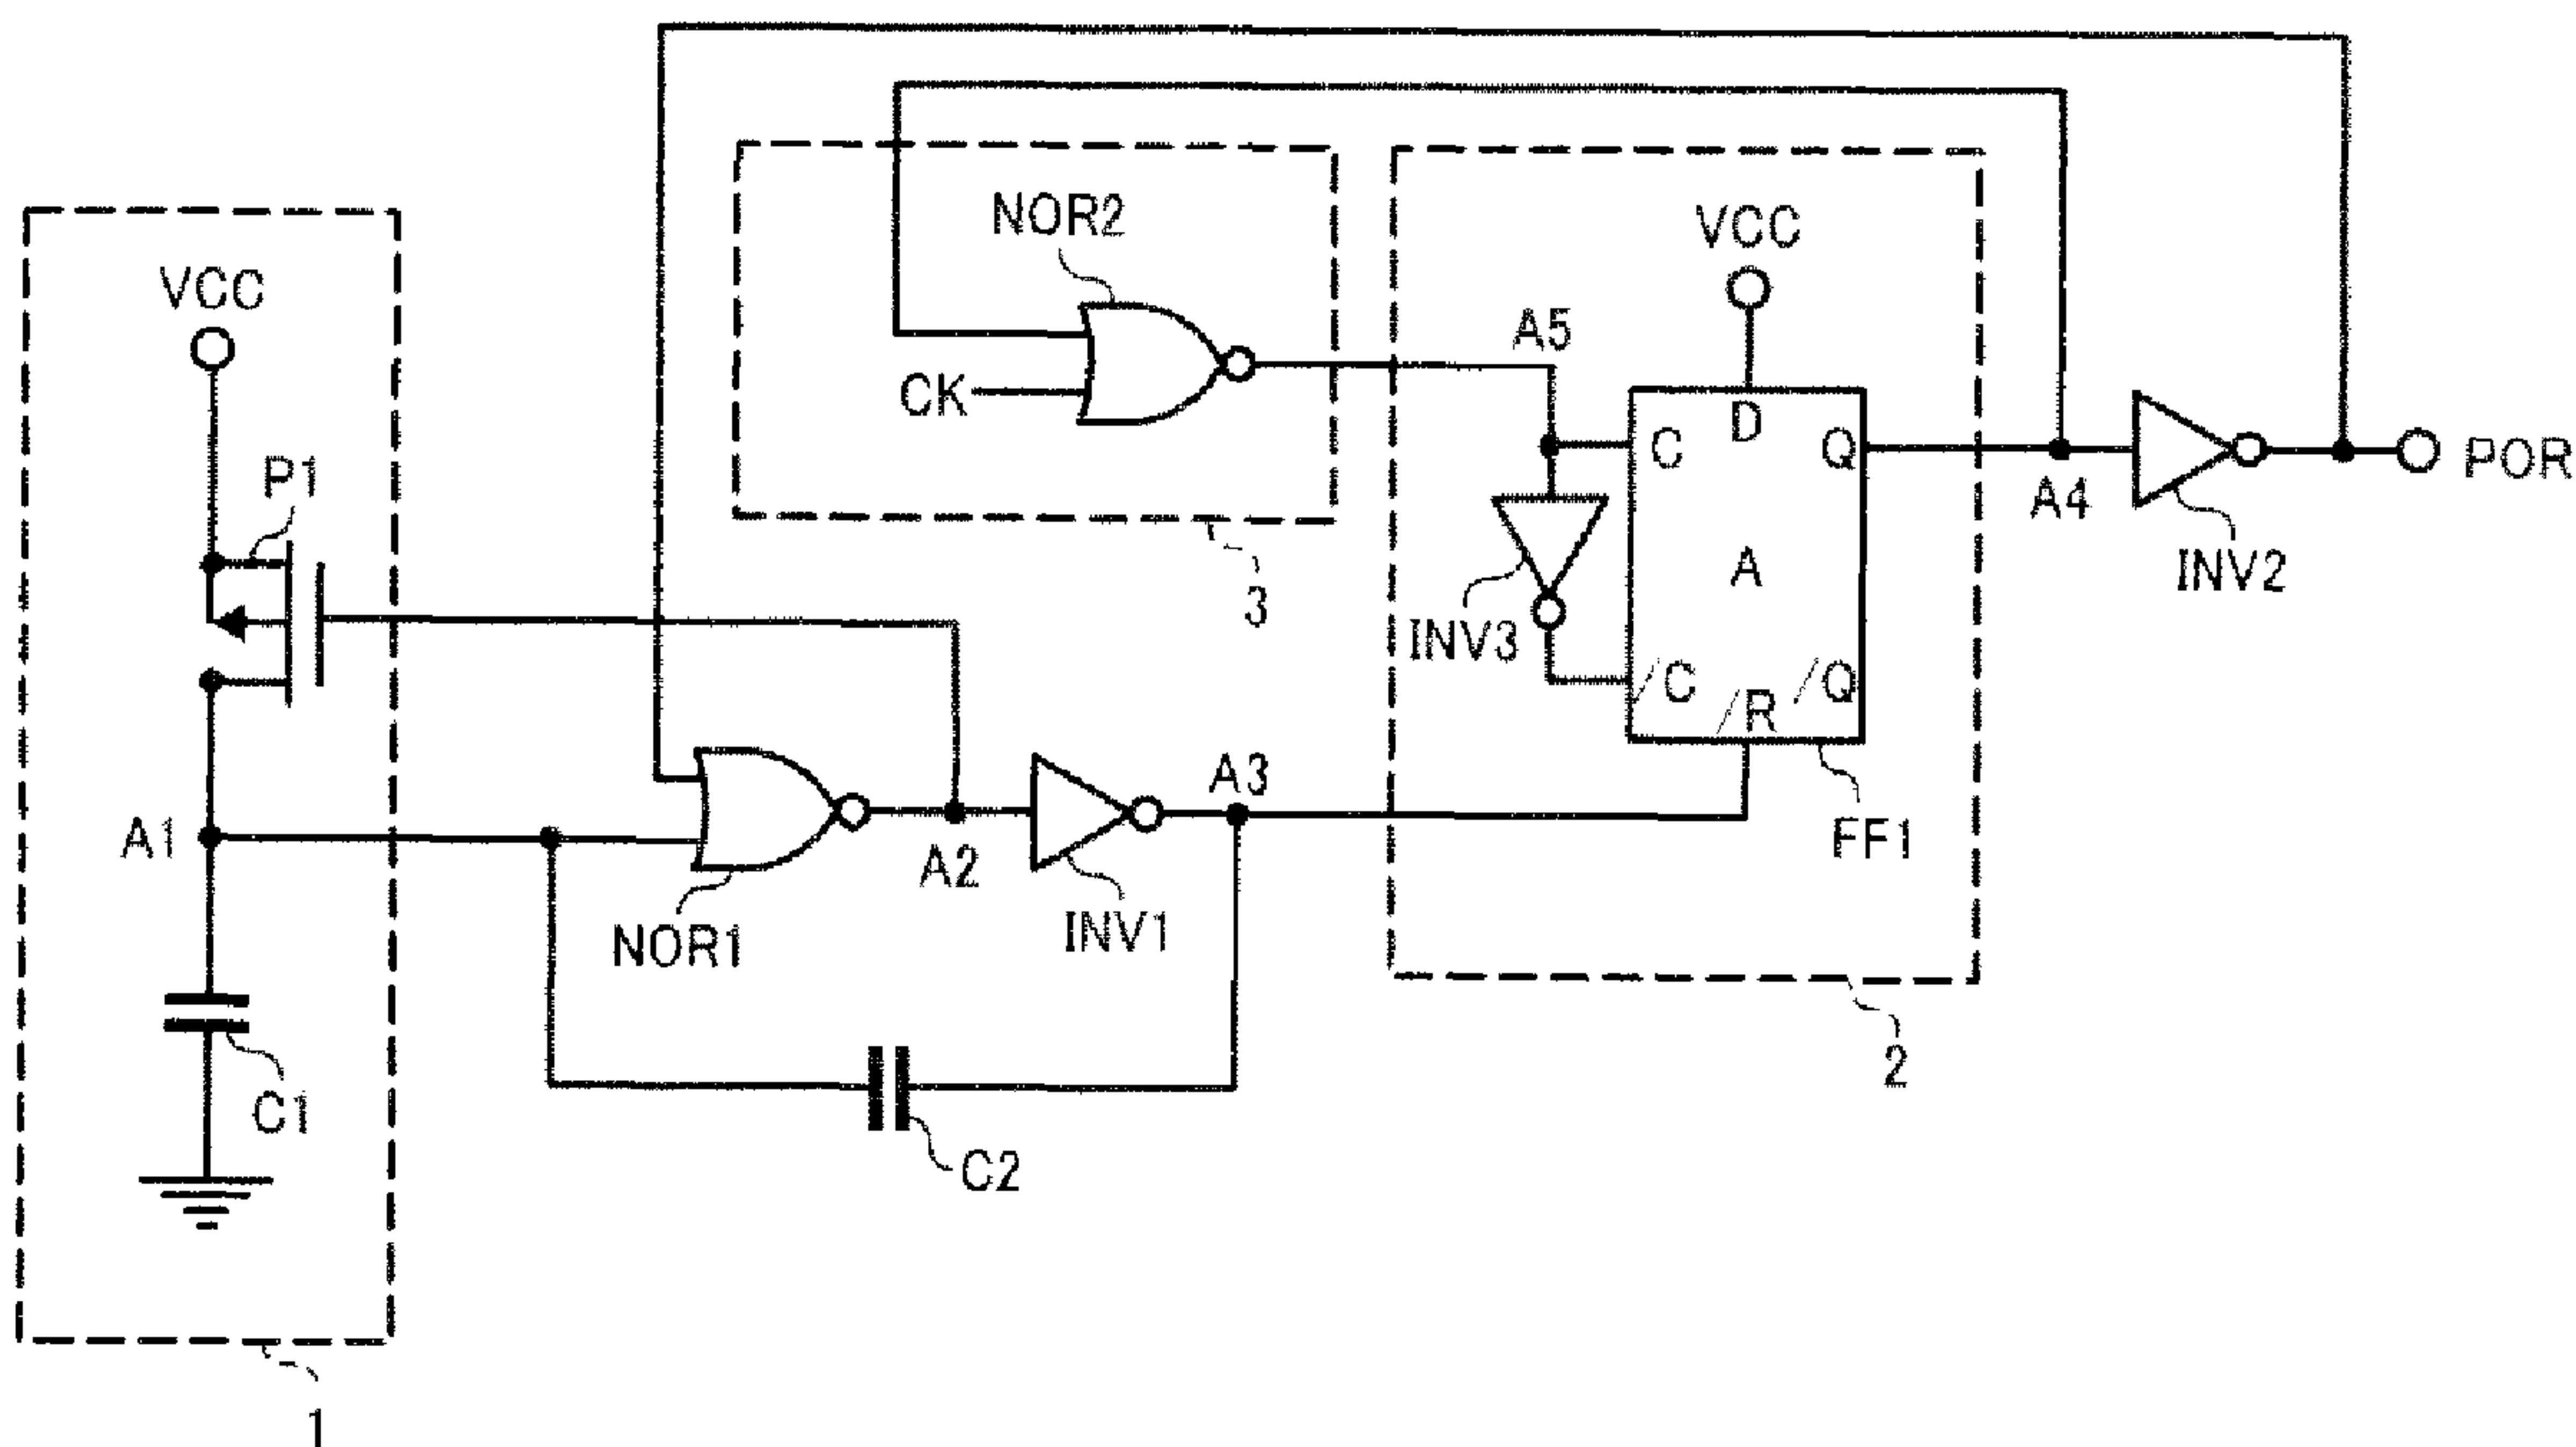 NOR2
VCC
VCC
A5
CK
D
C
Q
POR
P1
A4
A
INV2
3
INV3
/C
/R
/Q
A3
A1
A2
FF1
NOR1
INV1
2
C1
C2
1